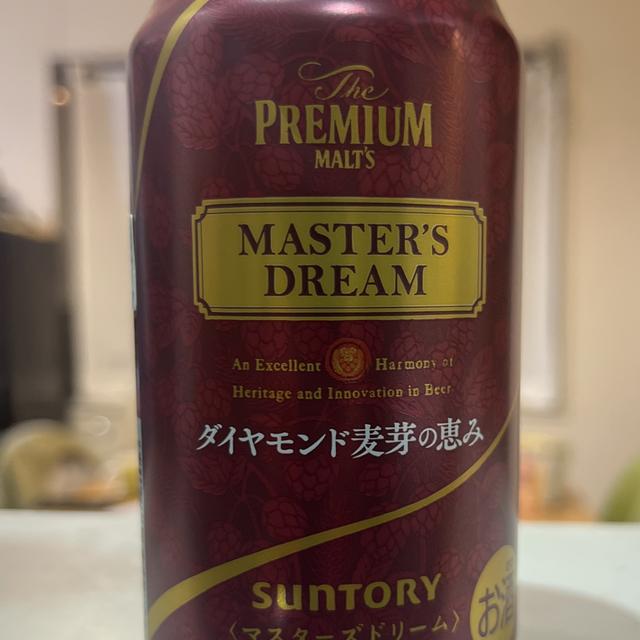 The
PREMIUM
MALT'S
MASTER'S
DREAM
An Excellent Harmony of
Heritage and Innovation in Beer
ダイヤモンド麦芽の恵み
SUNTORY
〈マスターズドリーム〉
お酒